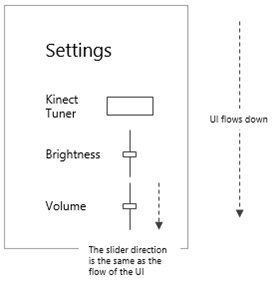 Settings
Kinect
Tuner
Brightness
Volume
UI flows down
The slider direction
is the same as the
flow of the UI